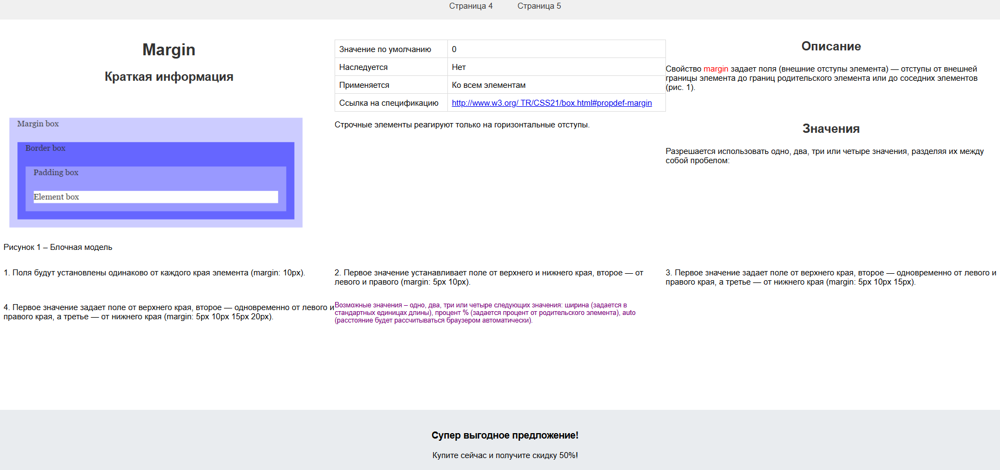 Страница 4 Страница 5
Margin
Краткая информация
Значение по умолчанию 0
Наследуется Нет
Применяется Ко всем элементам
Ссылка на спецификацию http://www.w3.org/ TR/CSS21/box.html#propdef-margin
Описание
Свойство margin задает поля (внешние отступы элемента) — отступы от внешней
границы элемента до границ родительского элемента или до соседних элементов
(рис. 1).
Margin box
Border box
Padding box
Element box
Рисунок 1 – Блочная модель
Строчные элементы реагируют только на горизонтальные отступы.
Значения
Разрешается использовать одно, два, три или четыре значения, разделяя их между
собой пробелом:
1. Поля будут установлены одинаково от каждого края элемента (margin: 10px).
2. Первое значение устанавливает поле от верхнего и нижнего края, второе — от
левого и правого (margin: 5px 10px).
3. Первое значение задает поле от верхнего края, второе — одновременно от левого и
правого края, а третье — от нижнего края (margin: 5px 10px 15px).
4. Первое значение задает поле от верхнего края, второе — одновременно от левого и
правого края, а третье — от нижнего края (margin: 5px 10px 15px 20px).
Возможные значения – одно, два, три или четыре следующих значения: ширина (задается в
стандартных единицах длины), процент % (задается процент от родительского элемента), auto
(расстояние будет рассчитываться браузером автоматически).
Супер выгодное предложение!
Купите сейчас и получите скидку 50%!